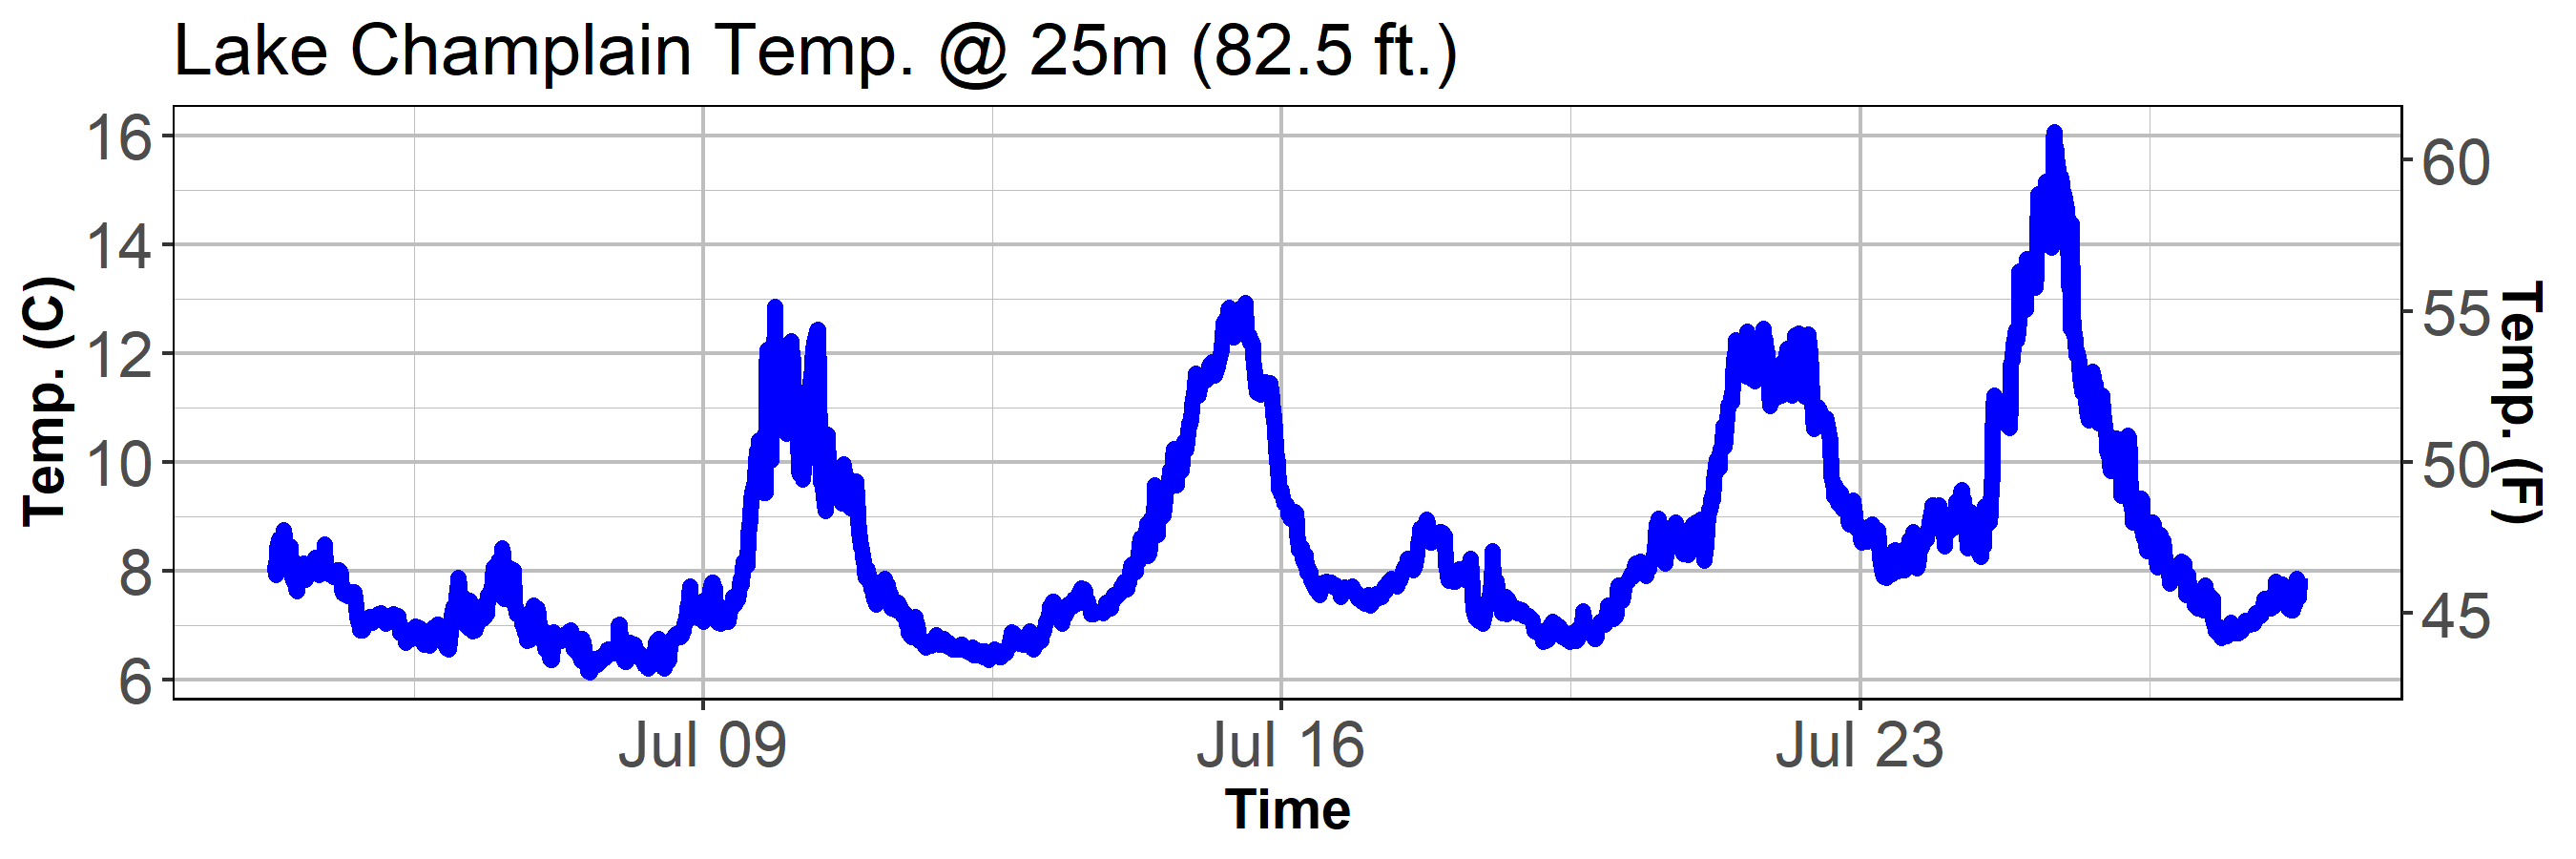 Lake Champlain Temp. @ 25m (82.5 ft.)
16
14
12
10
8
6
Temp. (C)
60
55
50
45
Temp. (F)
Jul 09
Jul 16
Jul 23
Time